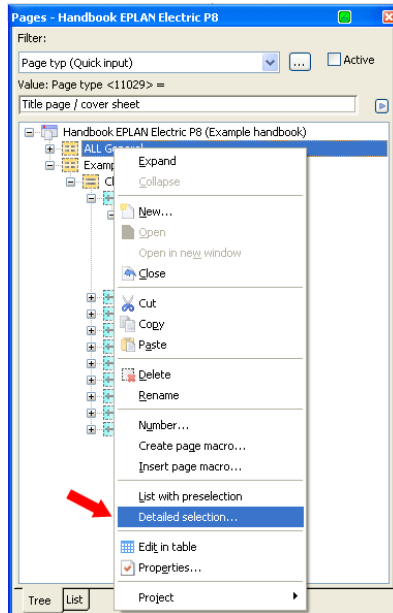 Pages - Handbook EPLAN Electric P8
Filter:
Page typ (Quick input)
...
Active
Value: Page type <11029> =
Title page / cover sheet
Handbook EPLAN Electric P8 (Example handbook)
ALL
Examp
Expand
Collapse
New...
Open
Open in new window
Close
Cut
Copy
Paste
Delete
Rename
Number...
Create page macro...
Insert page macro...
List with preselection
Detailed selection...
Edit in table
Properties...
Project
Tree
List